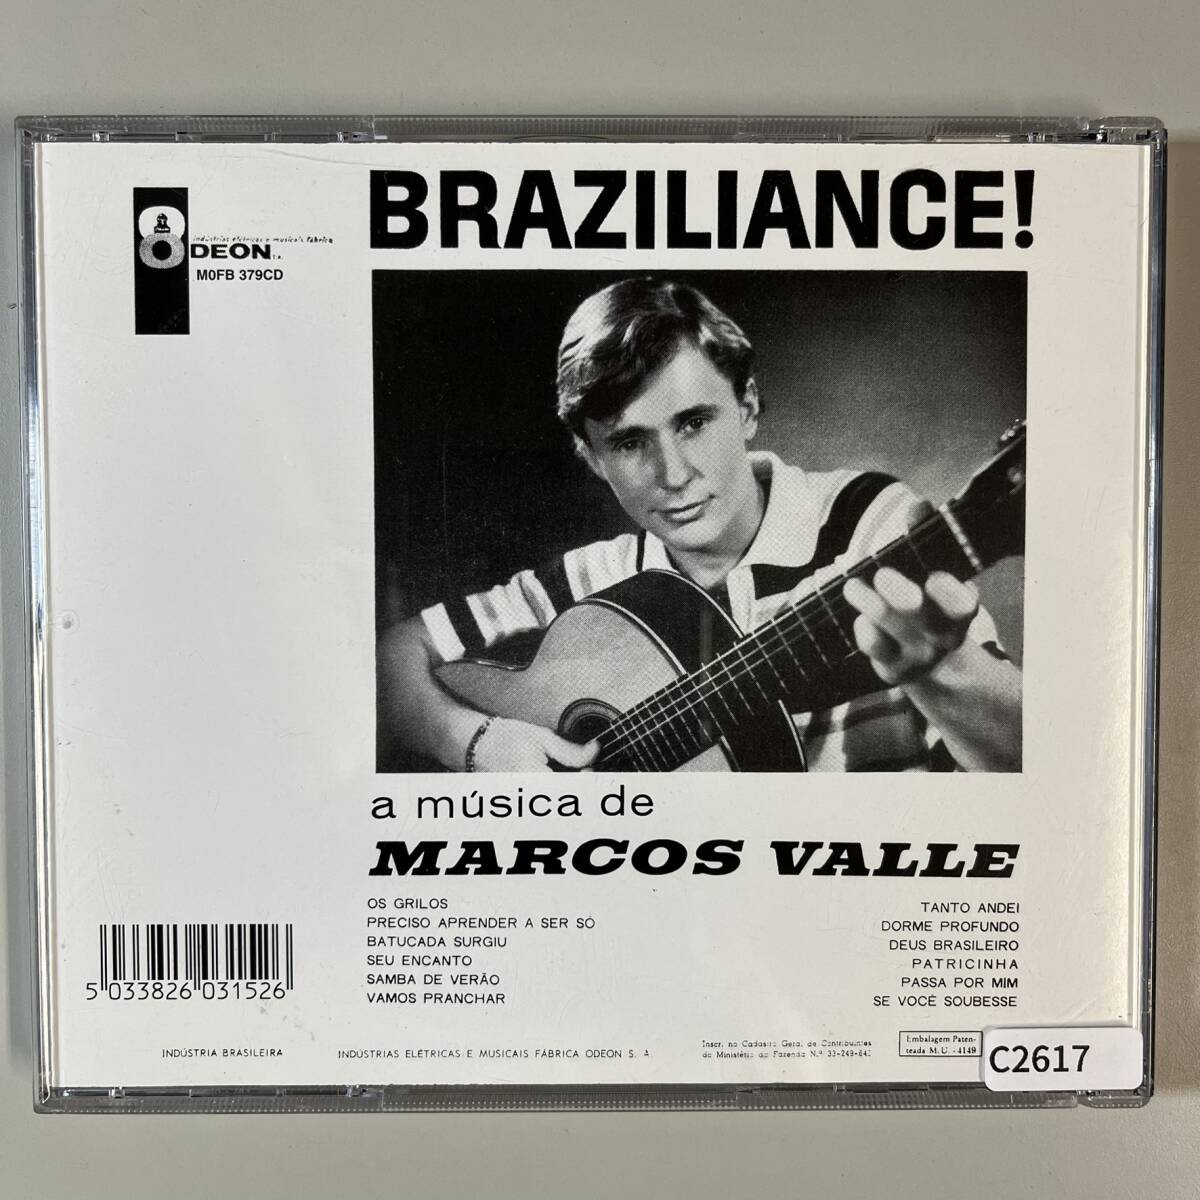 BRAZILIANCE!
indústrias elétricas e musicais fábrica
ODEON S.A.
M0FB 379CD
a música de
MARCOS VALLE
OS GRILOS
PRECISO APRENDER A SER SÓ
BATUCADA SURGIU
SEU ENCANTO
SAMBA DE VERÃO
VAMOS PRANCHAR
TANTO ANDEI
DORME PROFUNDO
DEUS BRASILEIRO
PATRICINHA
PASSA POR MIM
SE VOCÊ SOUBESSE
5 033826 031526
INDÚSTRIA BRASILEIRA
INDÚSTRIAS ELÉTRICAS E MUSICAIS FÁBRICA ODEON S. A.
Inscr. no Cadastro Geral de Contribuintes
do Ministério da Fazenda N.º 33-249-640
Embalagem Paten-
teada M. U. - 4149
C2617